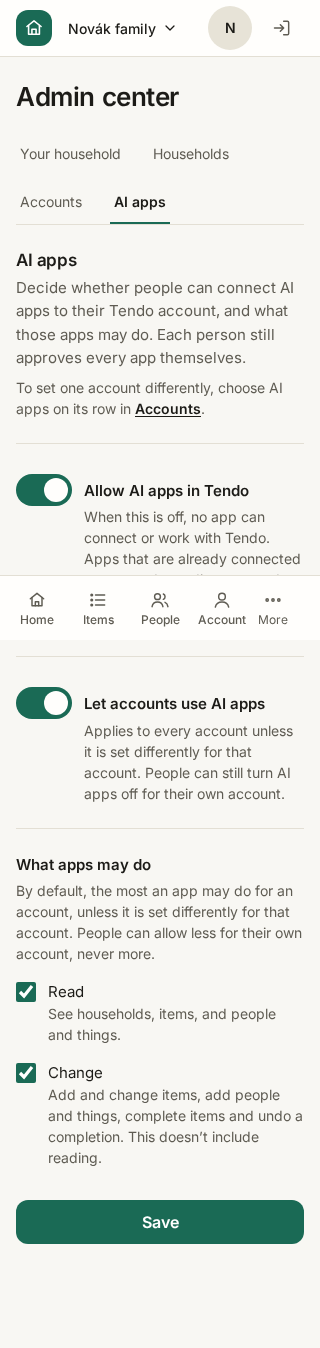 Novák family
N
Admin center
Your household
Households
Accounts
AI apps
AI apps
Decide whether people can connect AI
apps to their Tendo account, and what
those apps may do. Each person still
approves every app themselves.
To set one account differently, choose AI
apps on its row in Accounts.
Allow AI apps in Tendo
When this is off, no app can
connect or work with Tendo.
Apps that are already connected
Home
Items
People
Account
More
Let accounts use AI apps
Applies to every account unless
it is set differently for that
account. People can still turn AI
apps off for their own account.
What apps may do
By default, the most an app may do for an
account, unless it is set differently for that
account. People can allow less for their own
account, never more.
Read
See households, items, and people
and things.
Change
Add and change items, add people
and things, complete items and undo a
completion. This doesn’t include
reading.
Save